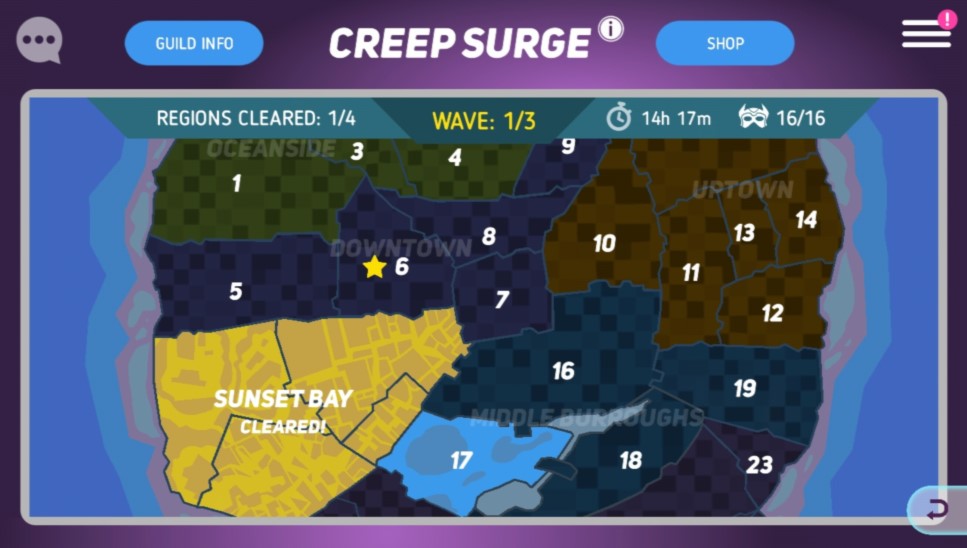 GUILD INFO
CREEP SURGE
i
SHOP
!
REGIONS CLEARED: 1/4
WAVE: 1/3
14h 17m
16/16
OCEANSIDE
3
4
9
1
UPTOWN
14
13
8
10
DOWNTOWN
6
11
5
7
12
16
19
SUNSET BAY
CLEARED!
MIDDLE BURROUGHS
17
18
23